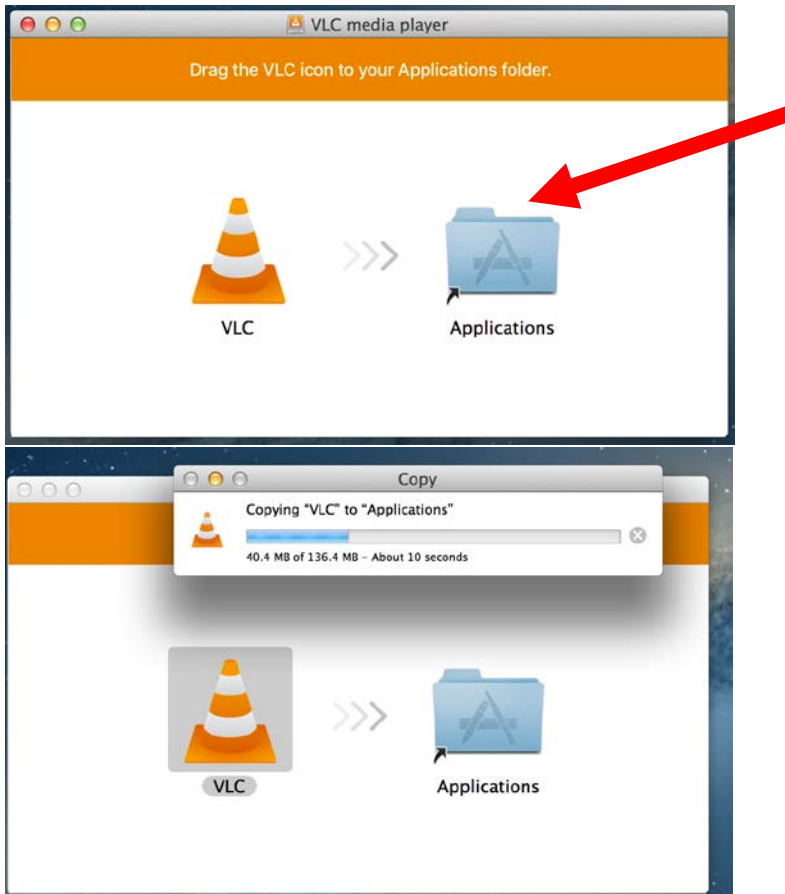 VLC media player
Drag the VLC icon to your Applications folder.
VLC
Applications
Copy
Copying "VLC" to "Applications"
40.4 MB of 136.4 MB – About 10 seconds
VLC
Applications